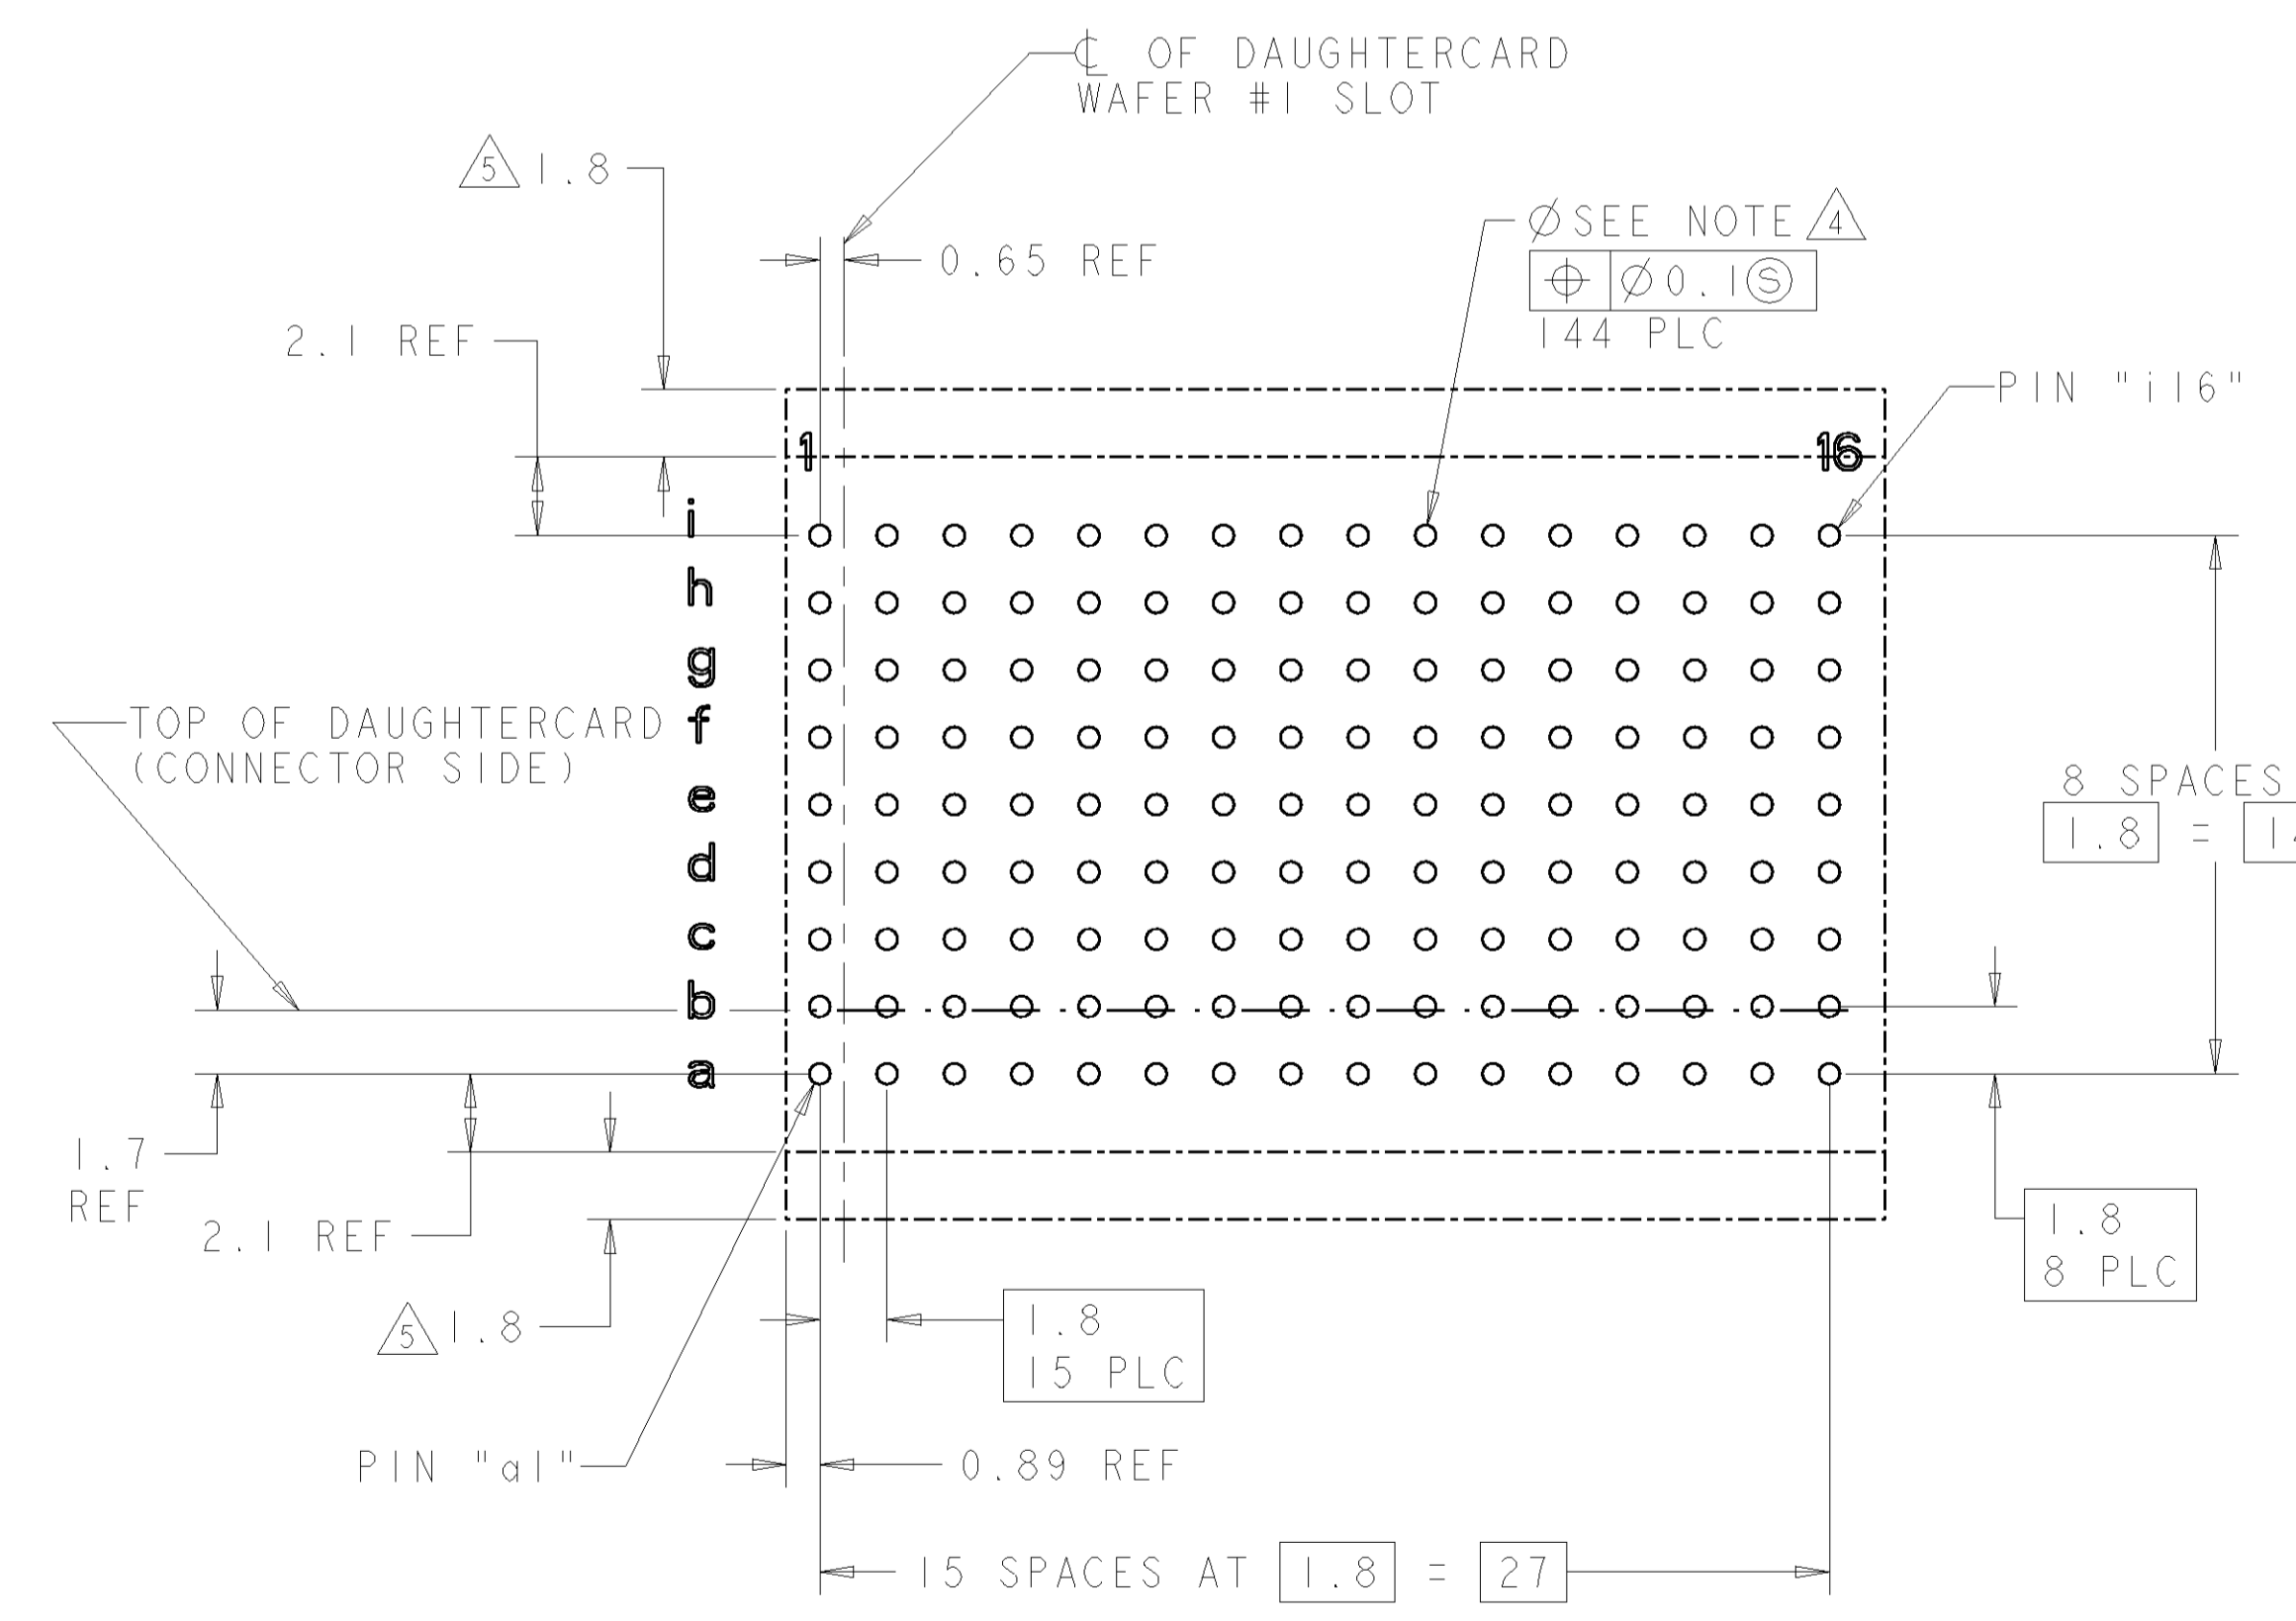 ℄ OF DAUGHTERCARD
WAFER #1 SLOT
5 1.8
⌀SEE NOTE 4
0.65 REF
⌖ ⌀0.1Ⓢ
144 PLC
2.1 REF
PIN "i16"
1
16
i
h
g
TOP OF DAUGHTERCARD
(CONNECTOR SIDE)
f
8 SPACES
1.8 =
e
d
c
b
a
1.7
REF
2.1 REF
1.8
8 PLC
5 1.8
1.8
15 PLC
PIN "a1"
0.89 REF
15 SPACES AT 1.8 = 27